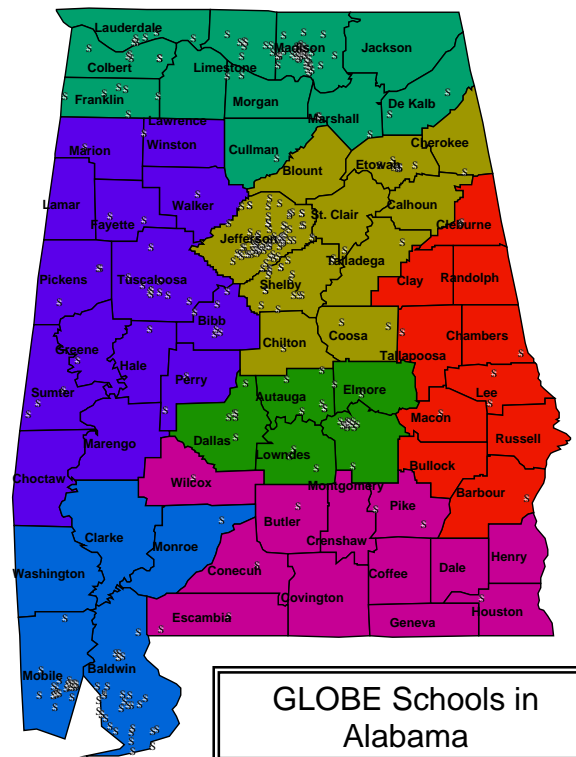 Lauderdale
Madison
Jackson
Colbert
Limestone
Franklin
Morgan
De Kalb
Lawrence
Marshall
Marion
Winston
Cullman
Cherokee
Etowah
Blount
Lamar
Walker
Calhoun
Fayette
St. Clair
Cleburne
Jefferson
Talladega
Pickens
Tuscaloosa
Shelby
Clay
Randolph
Bibb
Greene
Hale
Chilton
Coosa
Chambers
Tallapoosa
Sumter
Perry
Autauga
Elmore
Lee
Macon
Marengo
Dallas
Russell
Lowndes
Choctaw
Wilcox
Montgomery
Bullock
Barbour
Clarke
Butler
Pike
Monroe
Crenshaw
Washington
Conecuh
Coffee
Dale
Henry
Covington
Escambia
Geneva
Houston
Mobile
Baldwin
GLOBE Schools in
Alabama